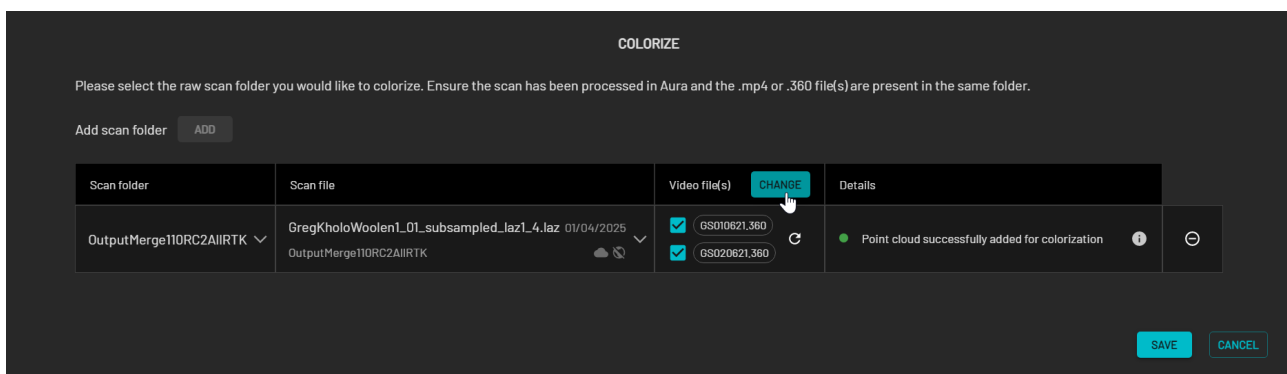 COLORIZE
Please select the raw scan folder you would like to colorize. Ensure the scan has been processed in Aura and the .mp4 or .360 file(s) are present in the same folder.
Add scan folder ADD
Scan folder Scan file Video file(s) CHANGE Details
OutputMerge110RC2AllRTK
GregKholoWoolen1_01_subsampled_laz1_4.laz 01/04/2025
OutputMerge110RC2AllRTK
GS010621.360
GS020621.360
Point cloud successfully added for colorization
SAVE CANCEL